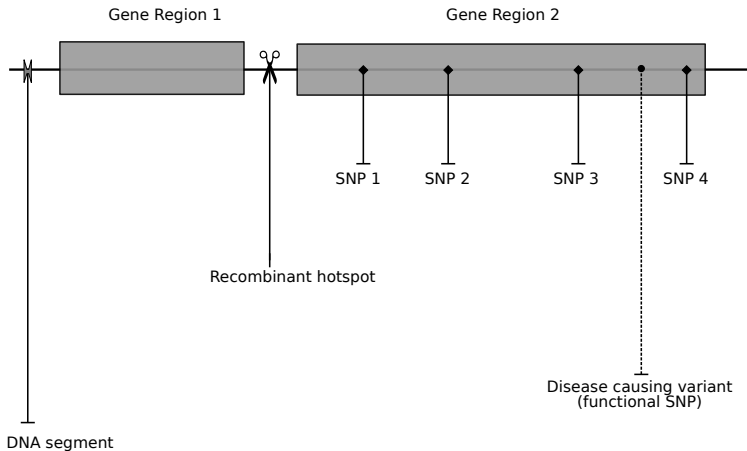 Gene Region 1
Gene Region 2
SNP 1
SNP 2
SNP 3
SNP 4
Recombinant hotspot
Disease causing variant
(functional SNP)
DNA segment